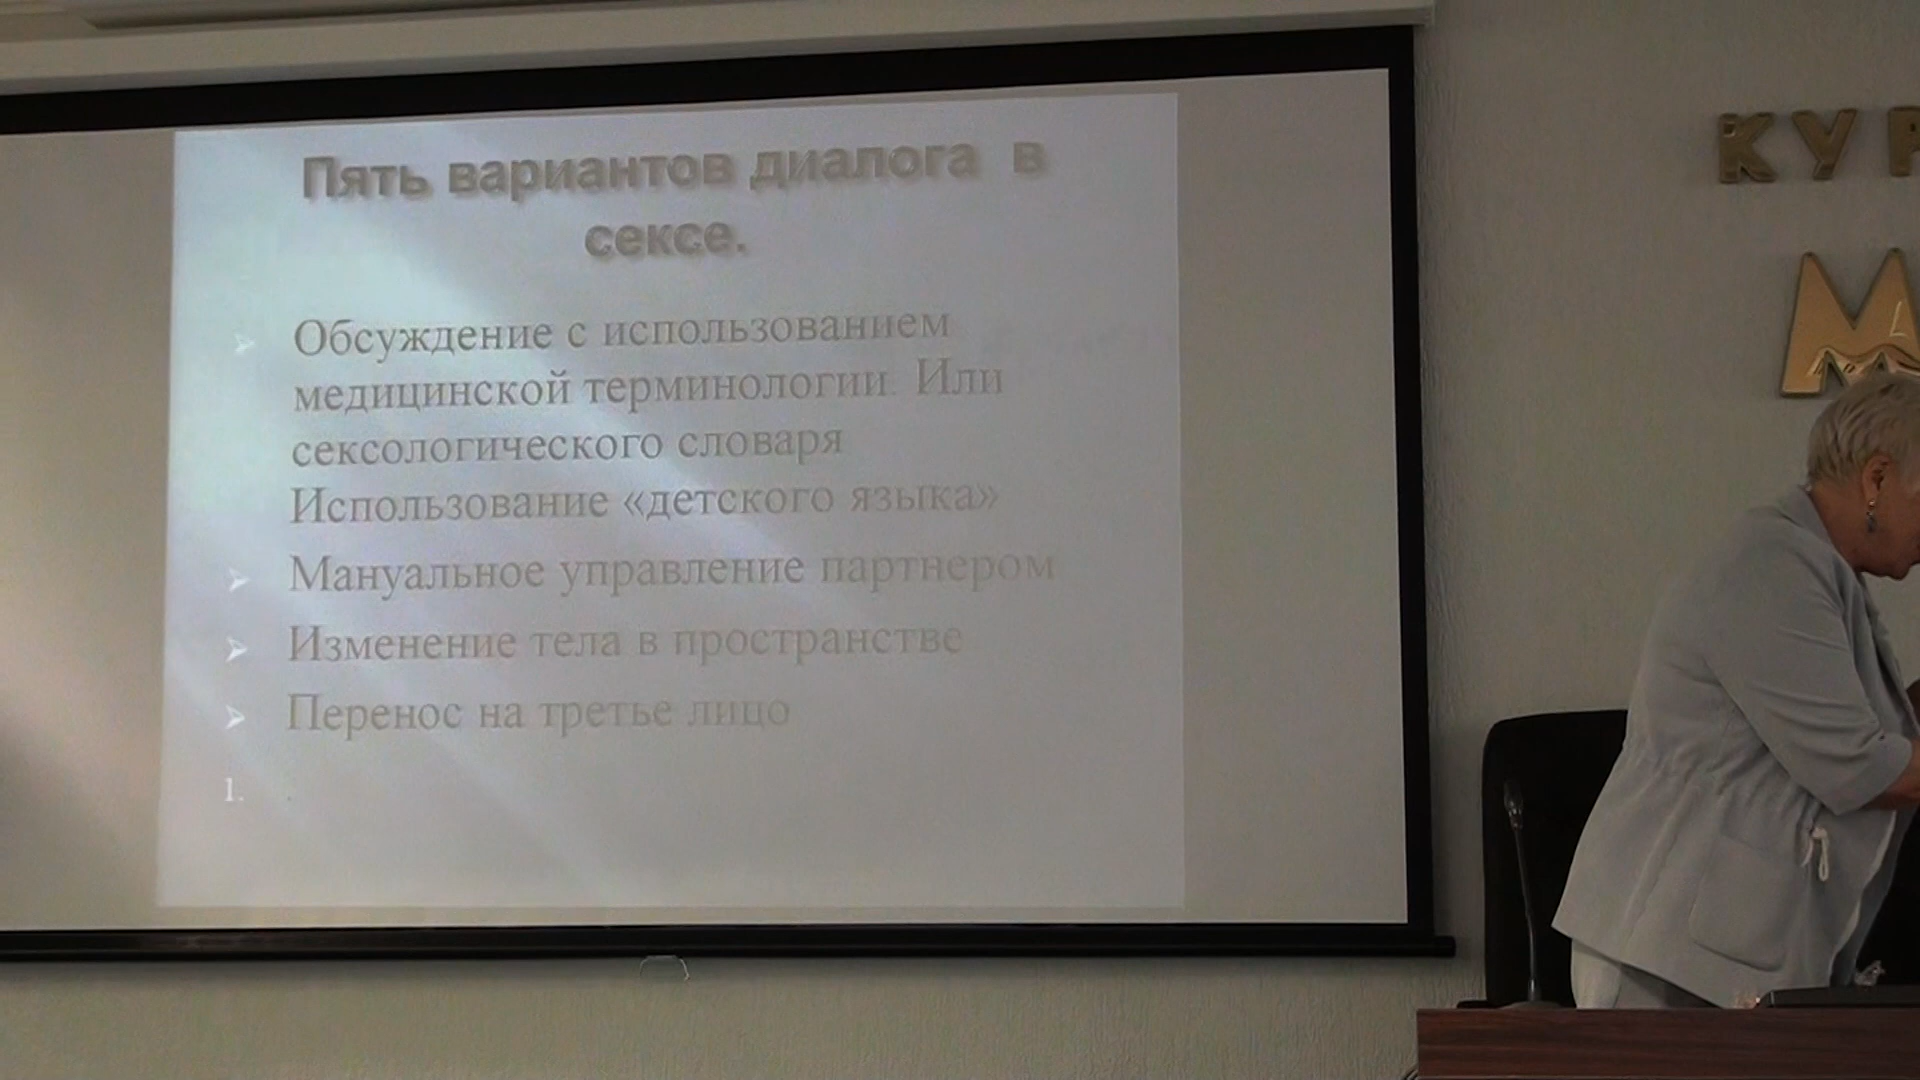 Пять вариантов диалога в
сексе.
Обсуждение с использованием
медицинской терминологии. Или
сексологического словаря
Использование «детского языка»
Мануальное управление партнером
Изменение тела в пространстве
Перенос на третье лицо
1. .
КУР
М